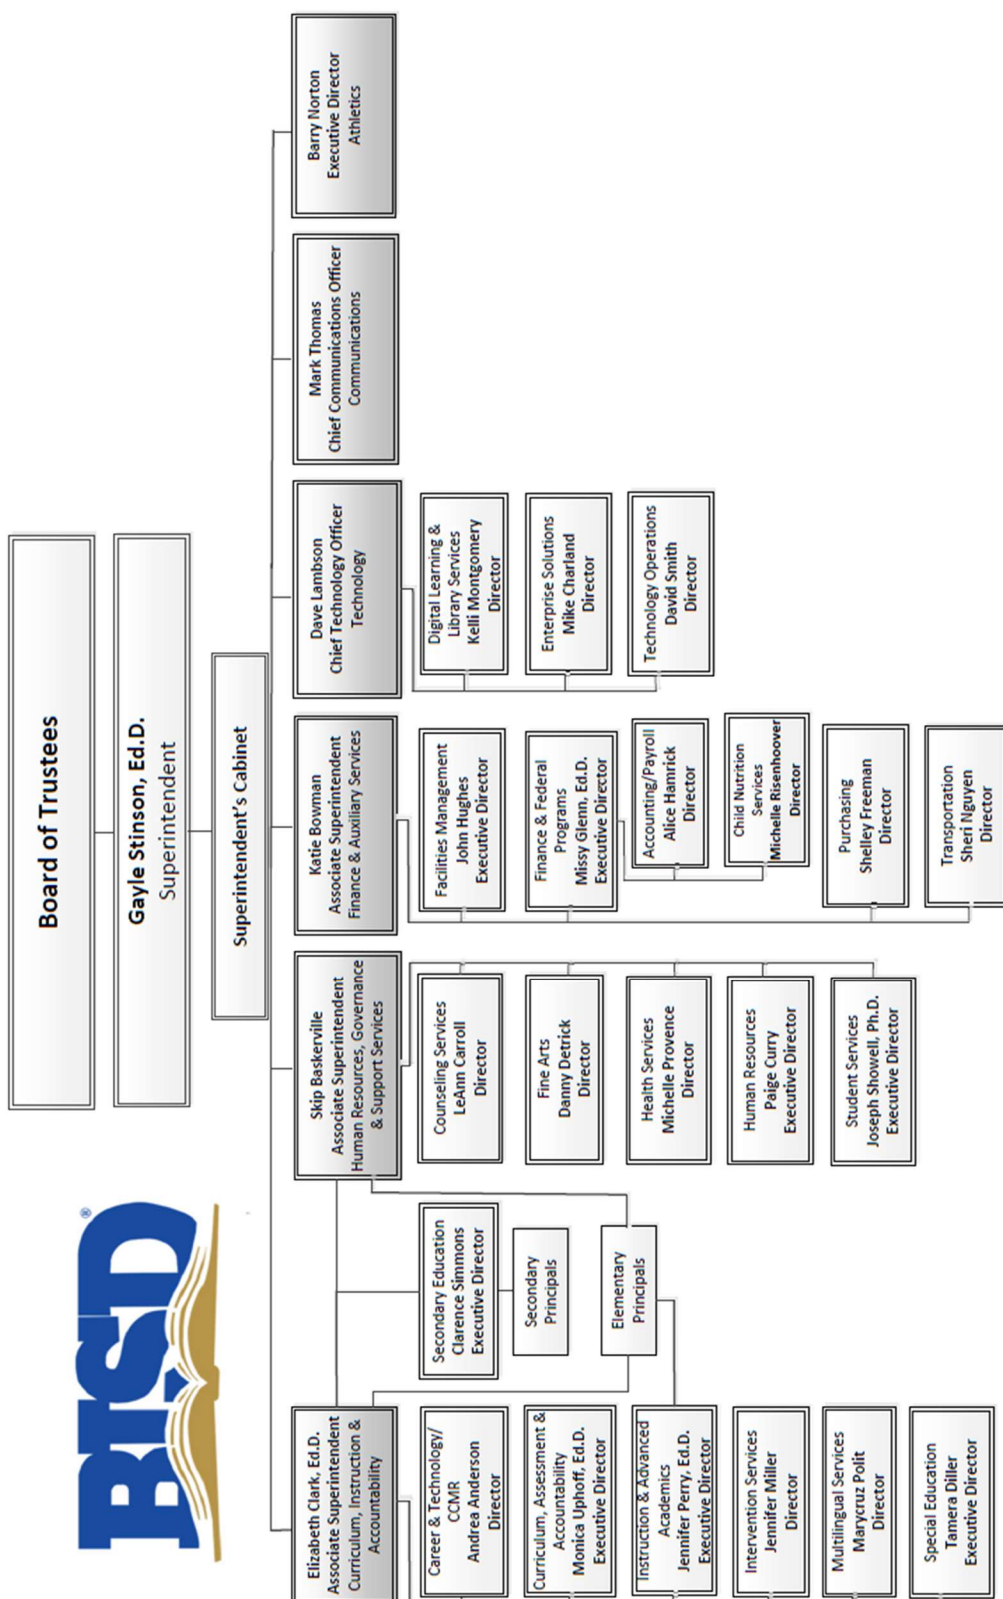 BISD
®
Board of Trustees
Gayle Stinson, Ed.D.
Superintendent
Superintendent's Cabinet
Elizabeth Clark, Ed.D.
Associate Superintendent
Curriculum, Instruction &
Accountability
Career & Technology/
CCMR
Andrea Anderson
Director
Curriculum, Assessment &
Accountability
Monica Uphoff, Ed.D.
Executive Director
Instruction & Advanced
Academics
Jennifer Perry, Ed.D.
Executive Director
Intervention Services
Jennifer Miller
Director
Multilingual Services
Marycruz Polit
Director
Special Education
Tamera Diller
Executive Director
Secondary Education
Clarence Simmons
Executive Director
Secondary
Principals
Elementary
Principals
Skip Baskerville
Associate Superintendent
Human Resources, Governance
& Support Services
Counseling Services
LeAnn Carroll
Director
Fine Arts
Danny Detrick
Director
Health Services
Michelle Provence
Director
Human Resources
Paige Curry
Executive Director
Student Services
Joseph Showell, Ph.D.
Executive Director
Katie Bowman
Associate Superintendent
Finance & Auxiliary Services
Facilities Management
John Hughes
Executive Director
Finance & Federal
Programs
Missy Glenn, Ed.D.
Executive Director
Accounting/Payroll
Alice Hamrick
Director
Child Nutrition
Services
Michelle Risenhoover
Director
Purchasing
Shelley Freeman
Director
Transportation
Sheri Nguyen
Director
Dave Lambson
Chief Technology Officer
Technology
Digital Learning &
Library Services
Kelli Montgomery
Director
Enterprise Solutions
Mike Charland
Director
Technology Operations
David Smith
Director
Mark Thomas
Chief Communications Officer
Communications
Barry Norton
Executive Director
Athletics